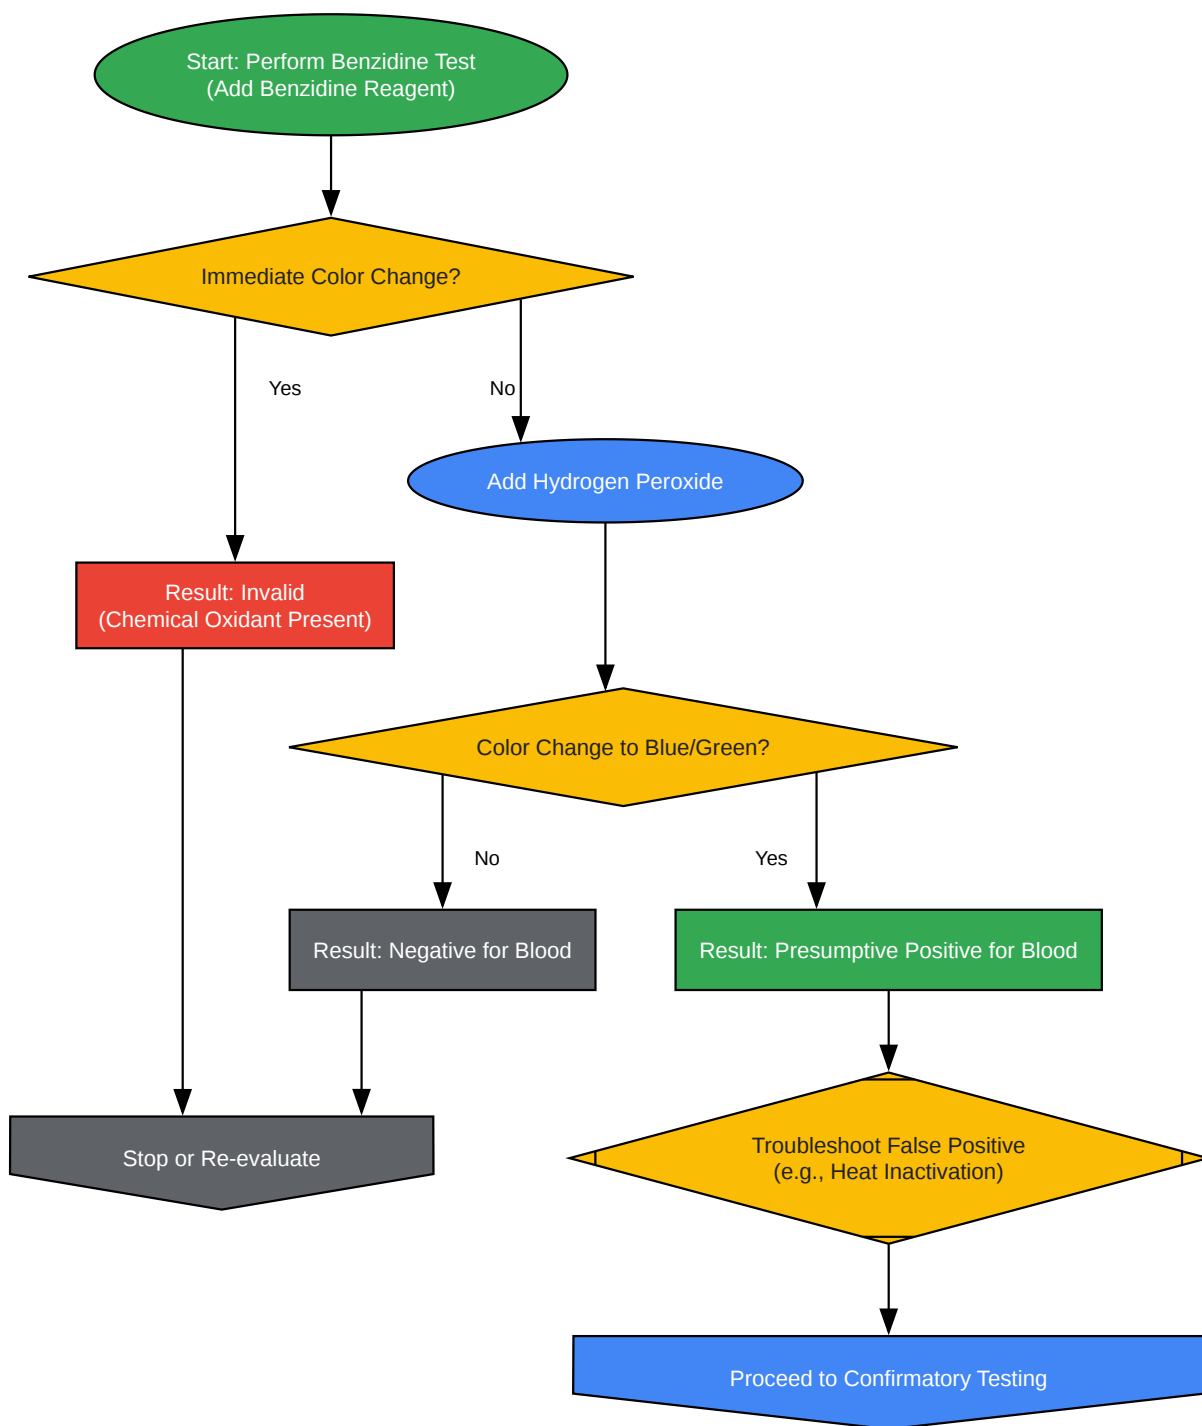 Start: Perform Benzidine Test
(Add Benzidine Reagent)
Immediate Color Change?
Yes
No
Add Hydrogen Peroxide
Result: Invalid
(Chemical Oxidant Present)
Color Change to Blue/Green?
No
Yes
Result: Negative for Blood
Result: Presumptive Positive for Blood
Stop or Re-evaluate
Troubleshoot False Positive
(e.g., Heat Inactivation)
Proceed to Confirmatory Testing